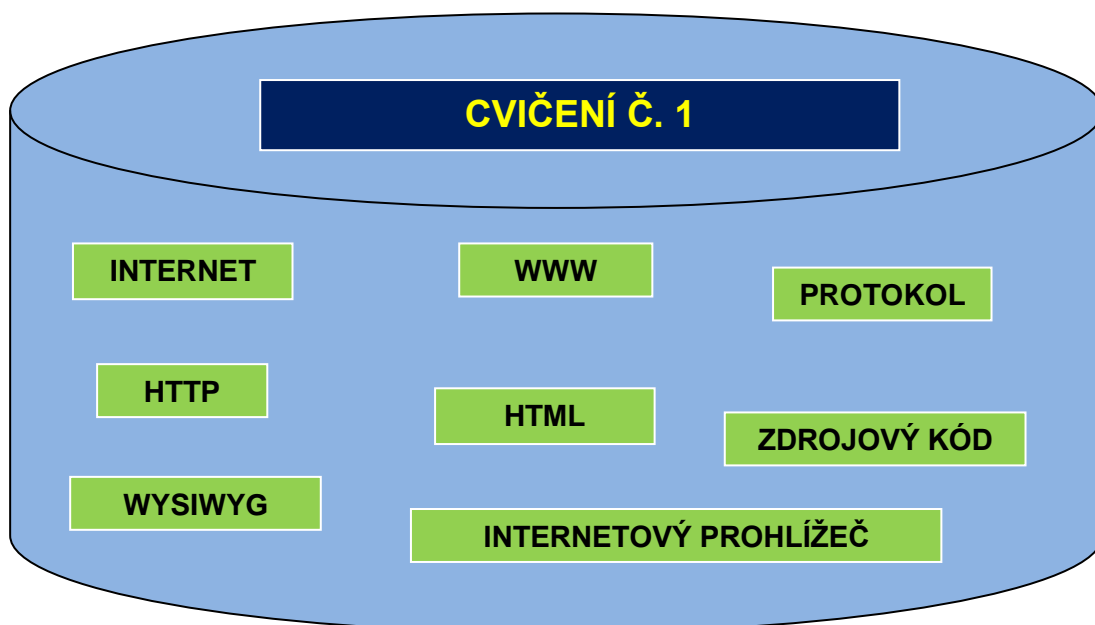 CVIČENÍ Č. 1
INTERNET
WWW
PROTOKOL
HTTP
HTML
ZDROJOVÝ KÓD
WYSIWYG
INTERNETOVÝ PROHLÍŽEČ